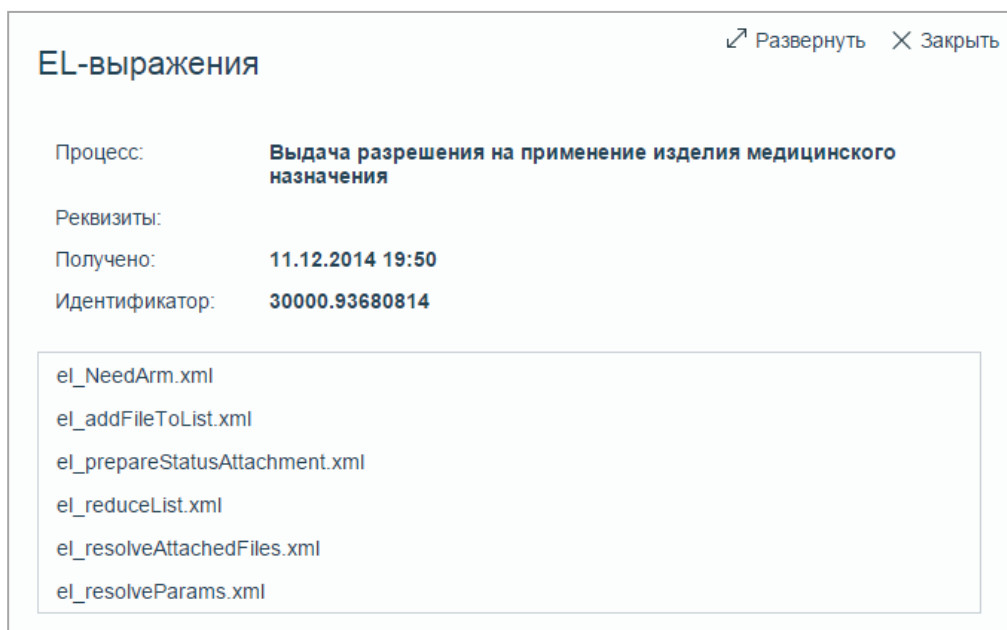 Развернуть Закрыть
EL-выражения
Процесс: Выдача разрешения на применение изделия медицинского
назначения
Реквизиты:
Получено: 11.12.2014 19:50
Идентификатор: 30000.93680814
el_NeedArm.xml
el_addFileToList.xml
el_prepareStatusAttachment.xml
el_reduceList.xml
el_resolveAttachedFiles.xml
el_resolveParams.xml